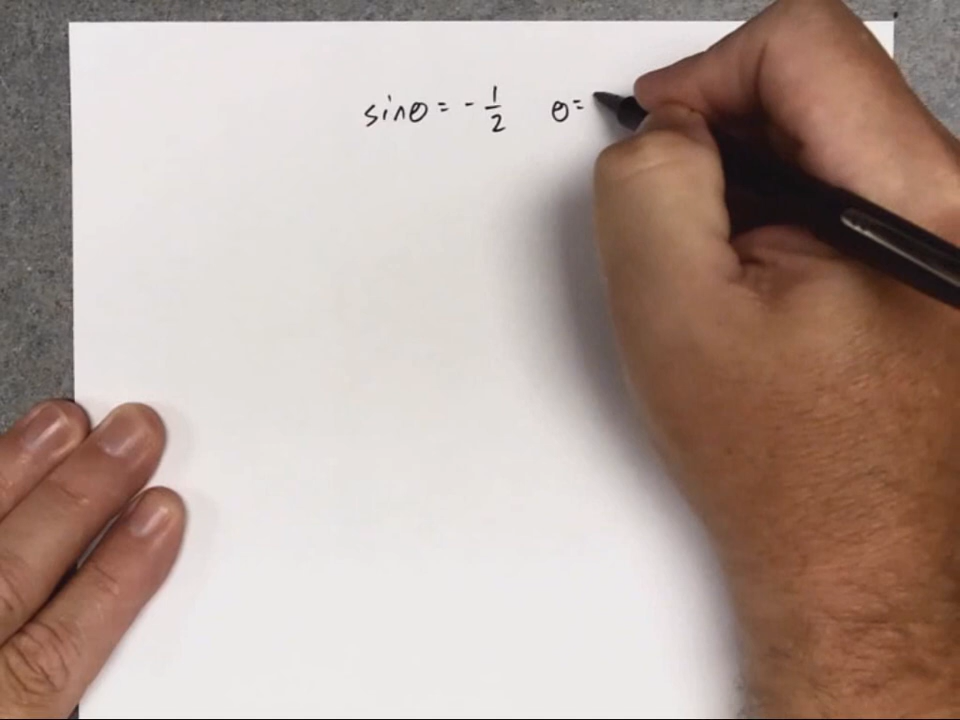 sinθ = - 1/2 θ =